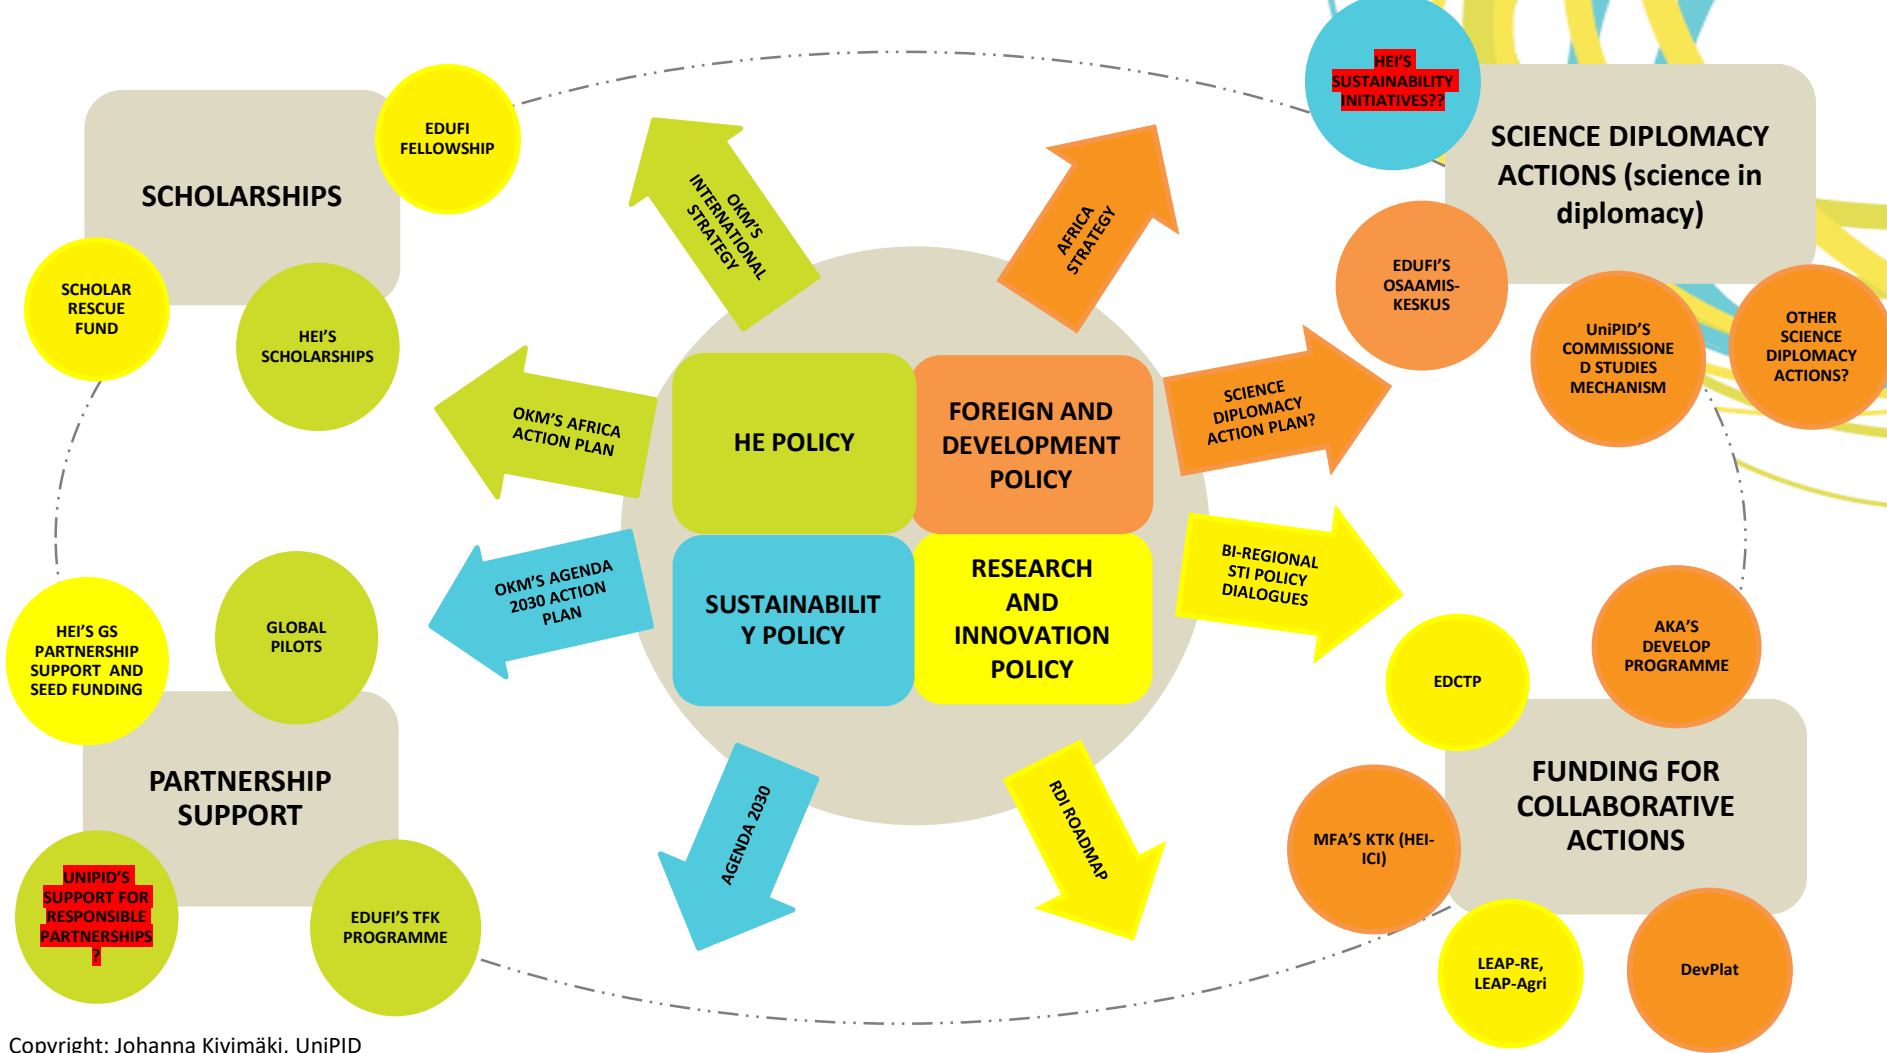 HEI'S
SUSTAINABILITY
INITIATIVES??
SCIENCE DIPLOMACY
ACTIONS (science in
diplomacy)
EDUFI
FELLOWSHIP
SCHOLARSHIPS
SCHOLAR
RESCUE
FUND
HEI'S
SCHOLARSHIPS
OKM'S
INTERNATIONAL
STRATEGY
AFRICA
STRATEGY
EDUFI'S
OSAAMIS-
KESKUS
UniPID'S
COMMISSIONE
D STUDIES
MECHANISM
OTHER
SCIENCE
DIPLOMACY
ACTIONS?
OKM'S AFRICA
ACTION PLAN
HE POLICY
FOREIGN AND
DEVELOPMENT
POLICY
SCIENCE
DIPLOMACY
ACTION PLAN?
OKM'S AGENDA
2030 ACTION
PLAN
SUSTAINABILIT
Y POLICY
RESEARCH
AND
INNOVATION
POLICY
BI-REGIONAL
STI POLICY
DIALOGUES
HEI'S GS
PARTNERSHIP
SUPPORT AND
SEED FUNDING
GLOBAL
PILOTS
PARTNERSHIP
SUPPORT
UNIPID'S
SUPPORT FOR
RESPONSIBLE
PARTNERSHIPS
?
EDUFI'S TFK
PROGRAMME
AGENDA 2030
RDI ROADMAP
EDCTP
AKA'S
DEVELOP
PROGRAMME
FUNDING FOR
COLLABORATIVE
ACTIONS
MFA'S KTK (HEI-
ICI)
LEAP-RE,
LEAP-Agri
DevPlat
Copyright: Johanna Kivimäki, UniPID